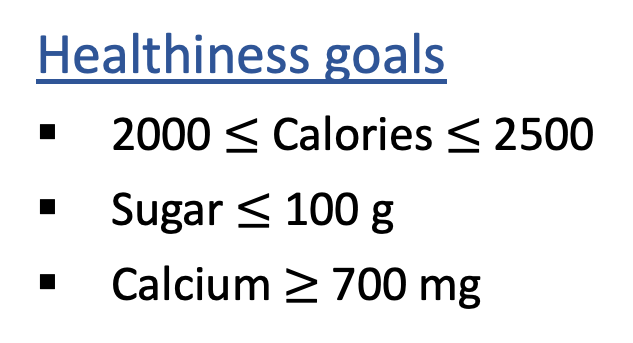 Healthiness goals
▪ 2000 ≤ Calories ≤ 2500
▪ Sugar ≤ 100 g
▪ Calcium ≥ 700 mg